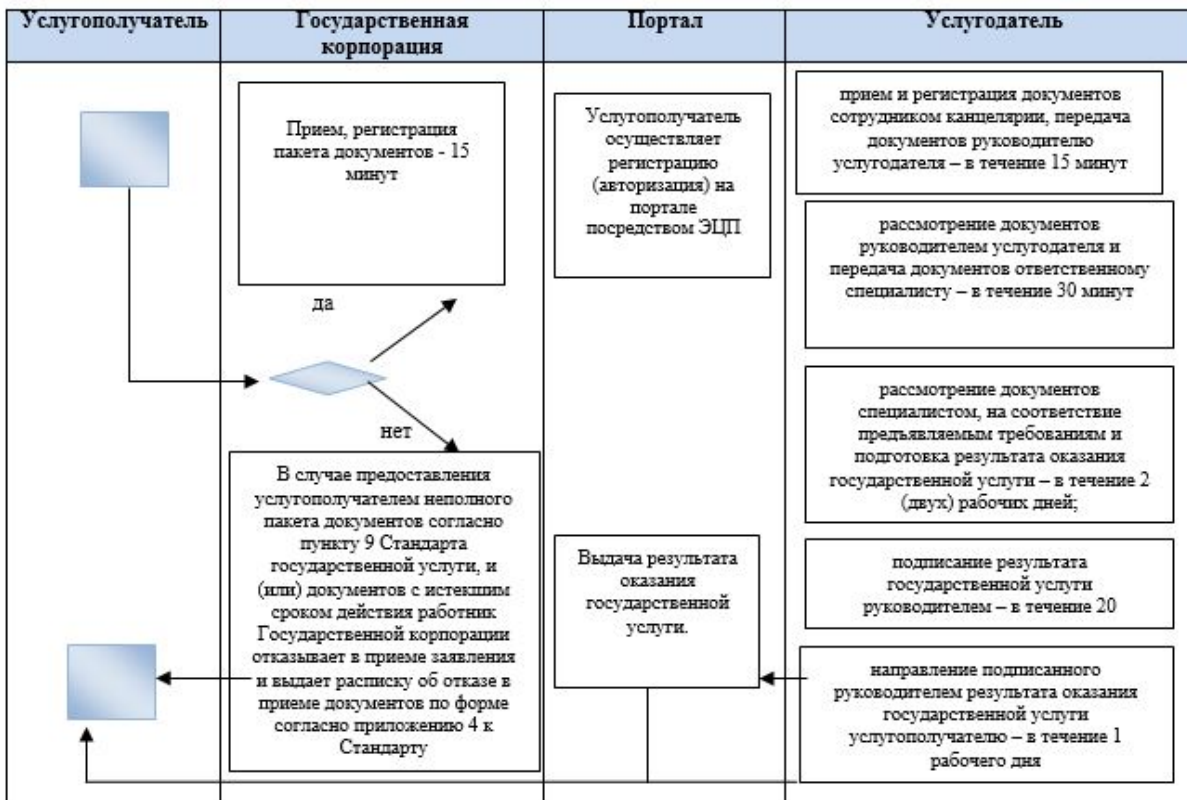 Услугополучатель
Государственная
корпорация
Портал
Услугодатель
Прием, регистрация
пакета документов - 15
минут
да
нет
В случае предоставления
услугополучателем неполного
пакета документов согласно
пункту 9 Стандарта
государственной услуги, и
(или) документов с истекшим
сроком действия работник
Государственной корпорации
отказывает в приеме заявления
и выдает расписку об отказе в
приеме документов по форме
согласно приложению 4 к
Стандарту
Услугополучатель
осуществляет
регистрацию
(авторизация) на
портале
посредством ЭЦП
Выдача результата
оказания
государственной
услуги.
прием и регистрация документов
сотрудником канцелярии, передача
документов руководителю
услугодателя – в течение 15 минут
рассмотрение документов
руководителем услугодателя и
передача документов ответственному
специалисту – в течение 30 минут
рассмотрение документов
специалистом, на соответствие
предъявляемым требованиям и
подготовка результата оказания
государственной услуги – в течение 2
(двух) рабочих дней;
подписание результата
государственной услуги
руководителем – в течение 20
направление подписанного
руководителем результата оказания
государственной услуги
услугополучателю – в течение 1
рабочего дня